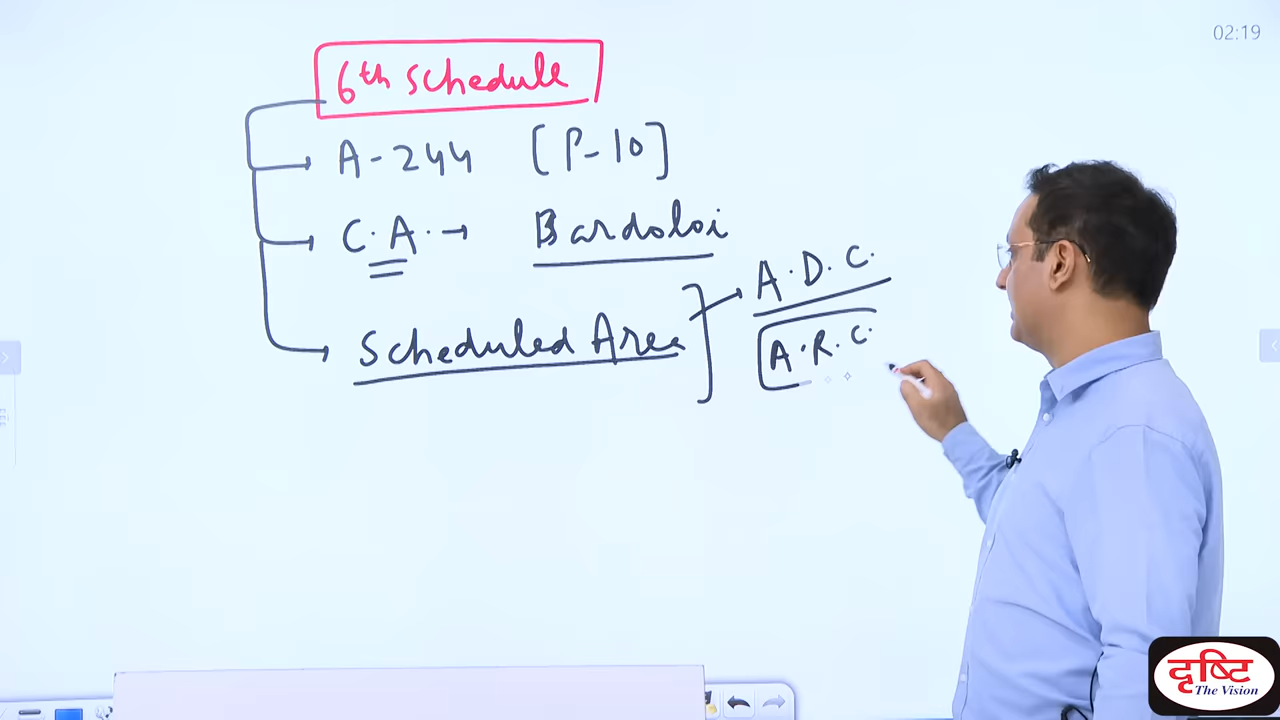 02:19
6th Schedule
A-244 [P-10]
C.A. → Bardoloi
Scheduled Area → A.D.C.
A.R.C.
दृष्टि
The Vision